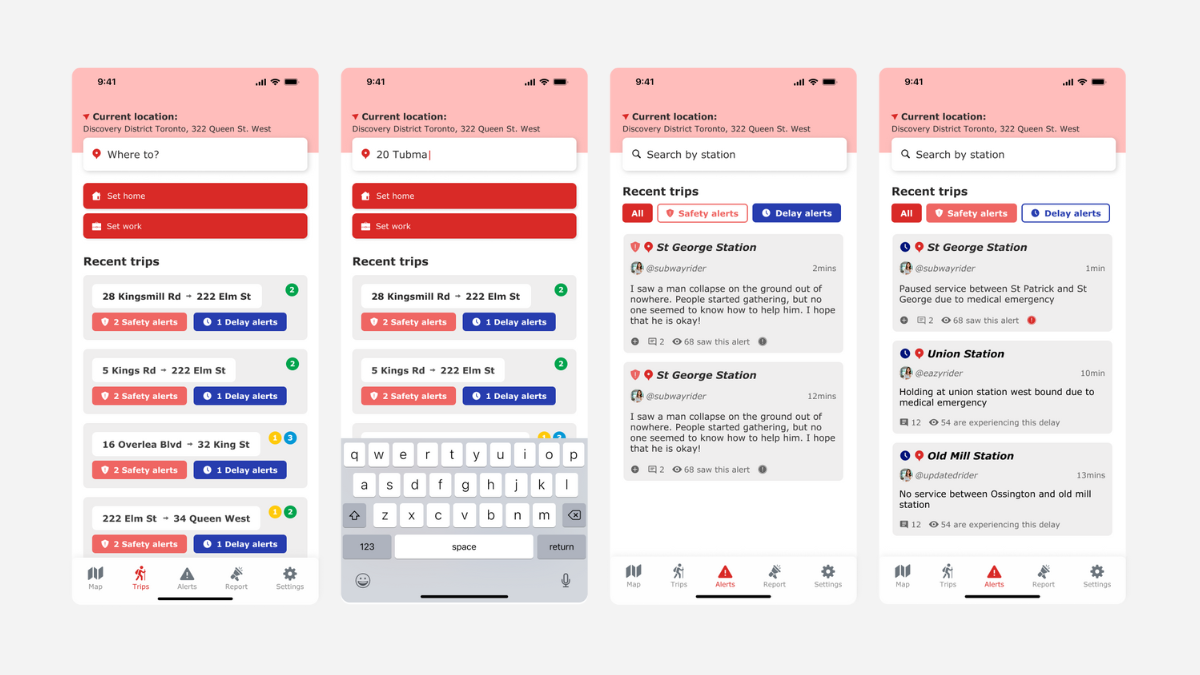 9:41
Current location:
Discovery District Toronto, 322 Queen St. West
Where to?
Set home
Set work
Recent trips
28 Kingsmill Rd → 222 Elm St
2
2 Safety alerts
1 Delay alerts
5 Kings Rd → 222 Elm St
2
2 Safety alerts
1 Delay alerts
16 Overlea Blvd → 32 King St
1 3
2 Safety alerts
1 Delay alerts
222 Elm St → 34 Queen West
1 2
2 Safety alerts
1 Delay alerts
Map Trips Alerts Report Settings
9:41
Current location:
Discovery District Toronto, 322 Queen St. West
20 Tubma
Set home
Set work
Recent trips
28 Kingsmill Rd → 222 Elm St
2
2 Safety alerts
1 Delay alerts
5 Kings Rd → 222 Elm St
2
2 Safety alerts
1 Delay alerts
q w e r t y u i o p
a s d f g h j k l
z x c v b n m
123 space return
9:41
Current location:
Discovery District Toronto, 322 Queen St. West
Search by station
Recent trips
All Safety alerts Delay alerts
St George Station
@subwayrider 2mins
I saw a man collapse on the ground out of
nowhere. People started gathering, but no
one seemed to know how to help him. I hope
that he is okay!
2 68 saw this alert
St George Station
@subwayrider 12mins
I saw a man collapse on the ground out of
nowhere. People started gathering, but no
one seemed to know how to help him. I hope
that he is okay!
2 68 saw this alert
Map Trips Alerts Report Settings
9:41
Current location:
Discovery District Toronto, 322 Queen St. West
Search by station
Recent trips
All Safety alerts Delay alerts
St George Station
@subwayrider 1min
Paused service between St Patrick and St
George due to medical emergency
2 68 saw this alert
Union Station
@eazyrider 10min
Holding at union station west bound due to
medical emergency
12 54 are experiencing this delay
Old Mill Station
@updatedrider 13mins
No service between Ossington and old mill
station
12 54 are experiencing this delay
Map Trips Alerts Report Settings